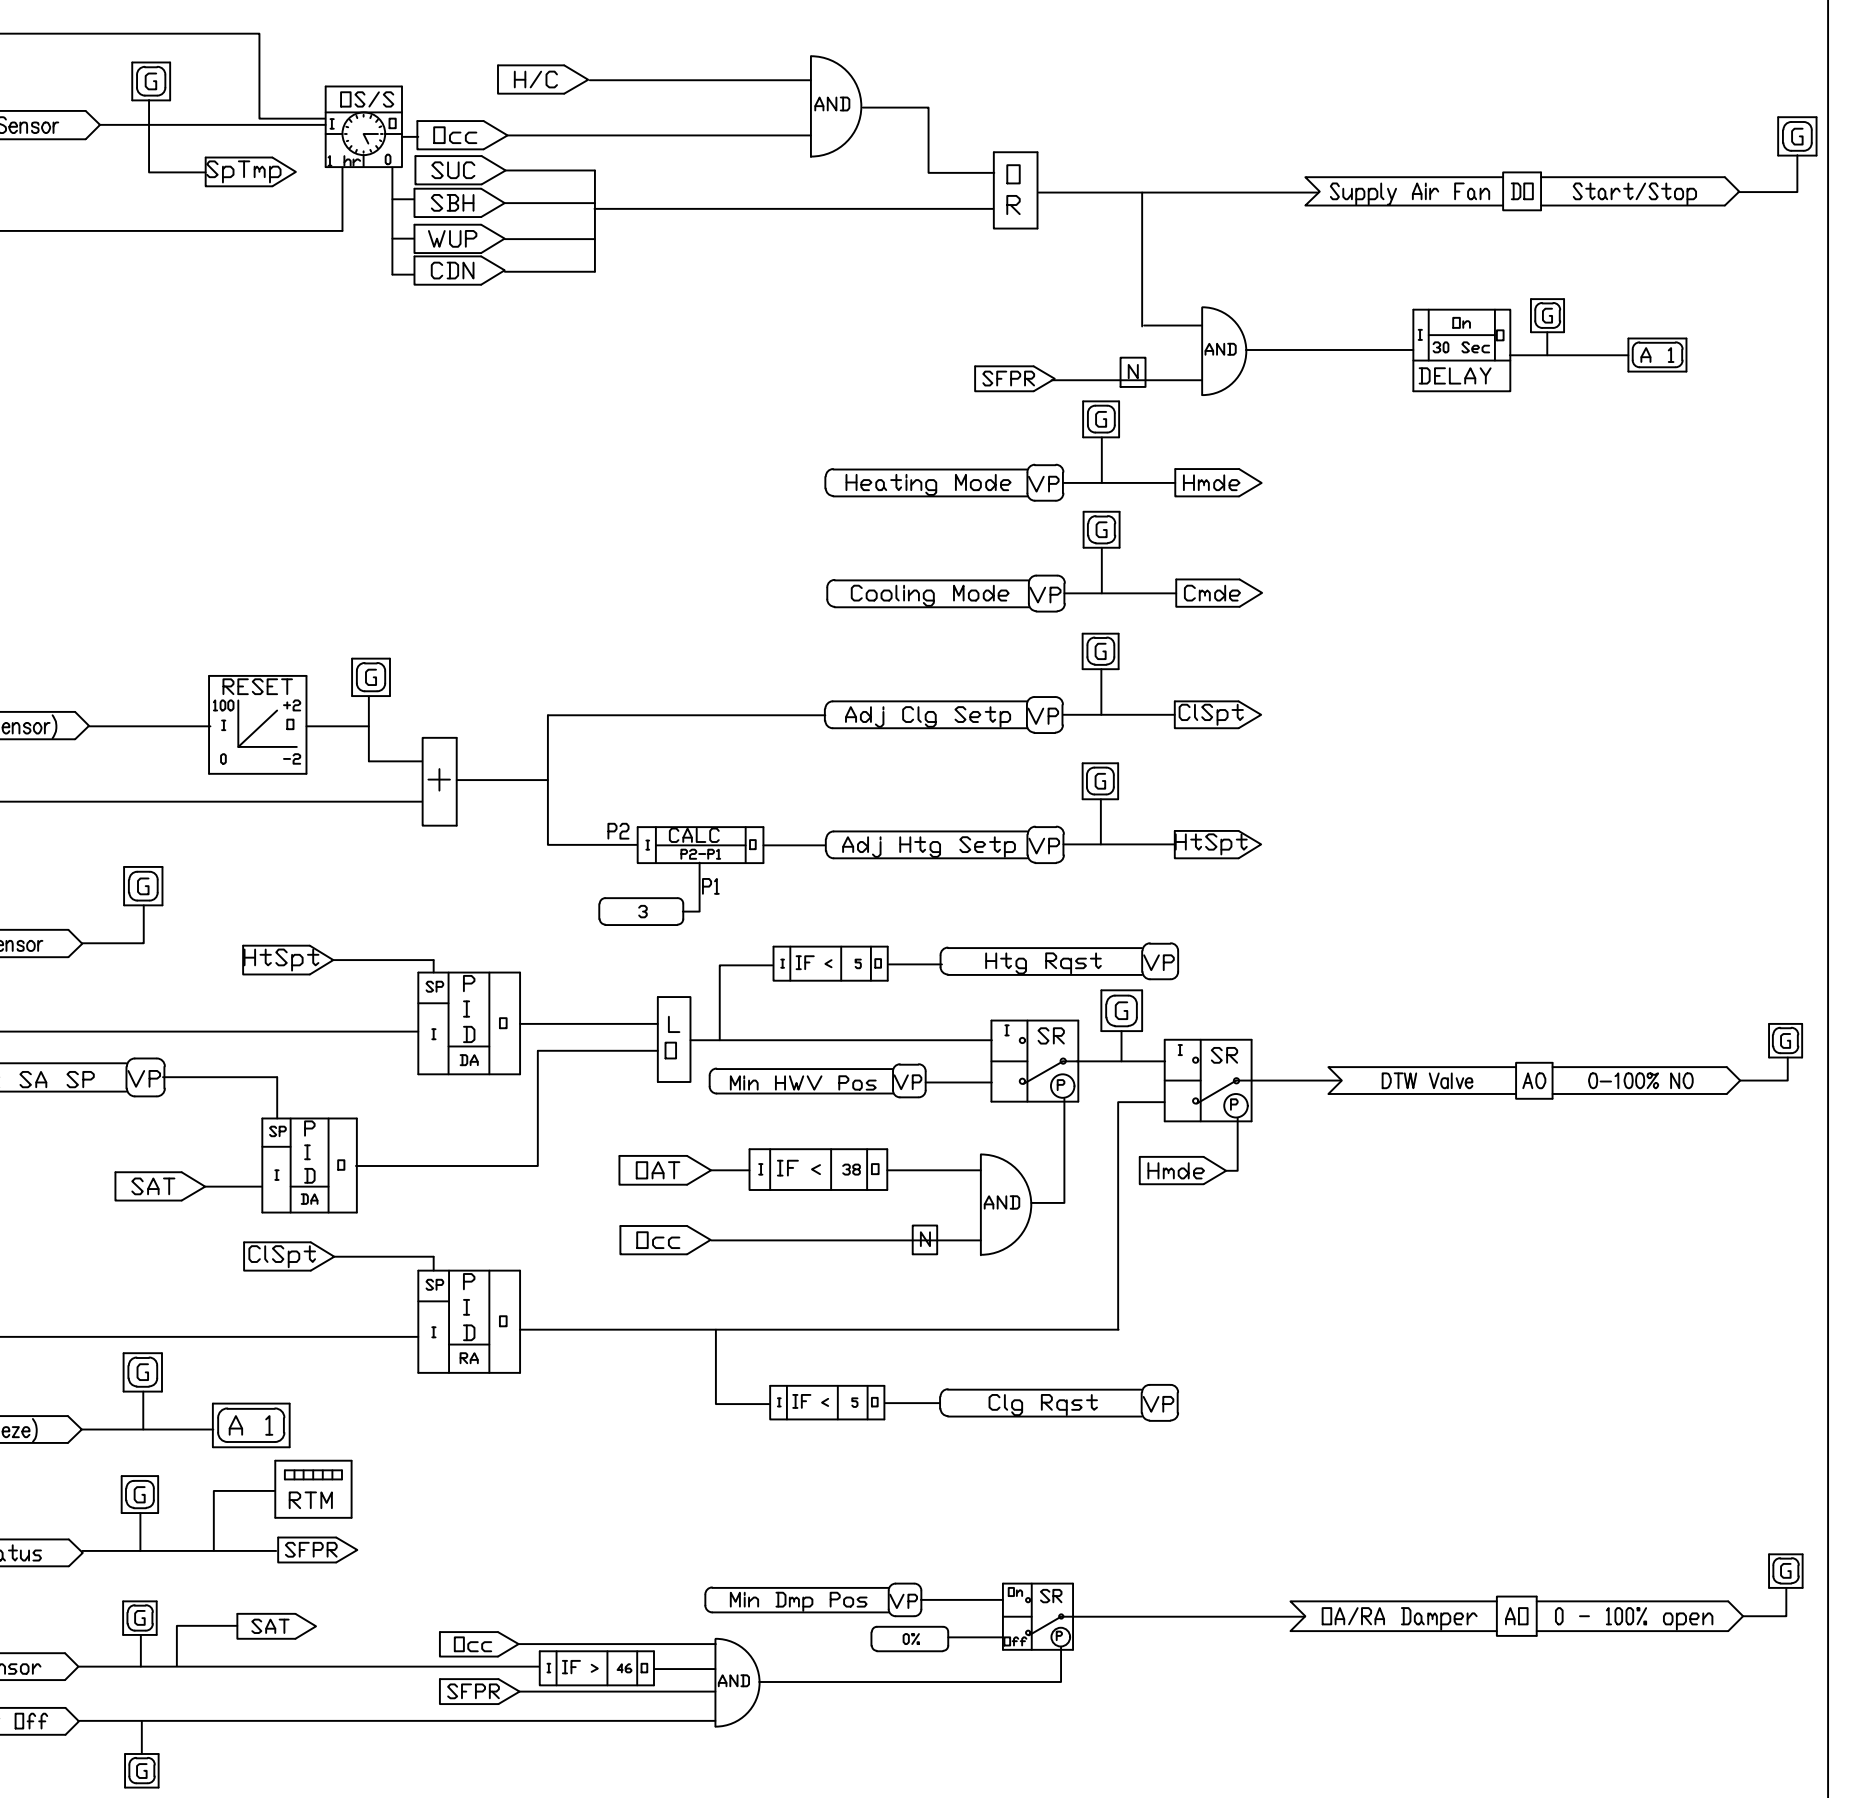 G
H/C
OS/S
AND
Sensor
I
O
Occ
G
1 hr
0
SpTmp
SUC
SBH
O
R
Supply Air Fan
DO
Start/Stop
WUP
CDN
G
On
I
O
30 Sec
A 1
AND
DELAY
SFPR
N
G
Heating Mode
VP
Hmde
G
Cooling Mode
VP
Cmde
G
G
RESET
100
+2
Adj Clg Setp
VP
ClSpt
ensor)
I
O
0
-2
G
+
P2
CALC
I
P2-P1
O
Adj Htg Setp
VP
HtSpt
G
P1
3
ensor
HtSpt
I
IF <
5
O
Htg Rqst
VP
SP
P
I
D
DA
I
O
G
L
O
I
SR
P
I
SR
P
G
SA SP
VP
Min HWV Pos
VP
DTW Valve
AO
0-100% NO
SP
P
I
D
DA
I
O
SAT
OAT
I
IF <
38
O
Hmde
AND
Occ
N
ClSpt
SP
P
I
D
RA
I
O
G
I
IF <
5
O
Clg Rqst
VP
eze)
A 1
G
RTM
atus
SFPR
G
Min Dmp Pos
VP
On
SR
G
SAT
Occ
0%
Off
P
OA/RA Damper
AO
0 - 100% open
nsor
I
IF >
46
O
AND
SFPR
Off
G